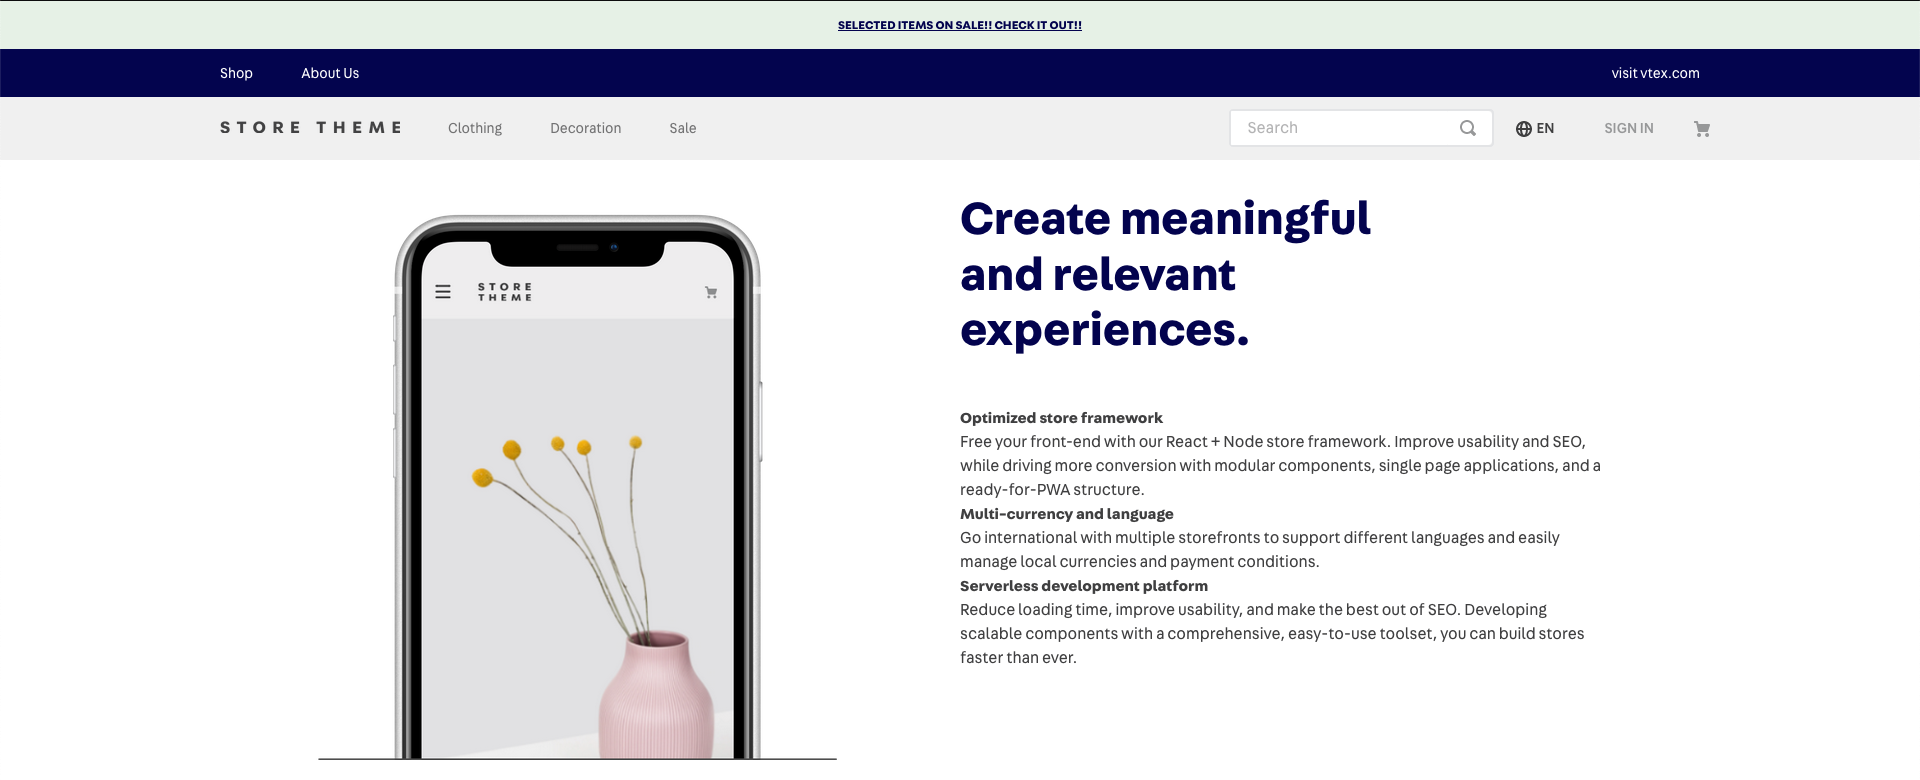 SELECTED ITEMS ON SALE!! CHECK IT OUT!!
Shop About Us visit vtex.com
STORE THEME Clothing Decoration Sale Search EN SIGN IN
STORE
THEME
Create meaningful
and relevant
experiences.
Optimized store framework
Free your front-end with our React + Node store framework. Improve usability and SEO,
while driving more conversion with modular components, single page applications, and a
ready-for-PWA structure.
Multi-currency and language
Go international with multiple storefronts to support different languages and easily
manage local currencies and payment conditions.
Serverless development platform
Reduce loading time, improve usability, and make the best out of SEO. Developing
scalable components with a comprehensive, easy-to-use toolset, you can build stores
faster than ever.